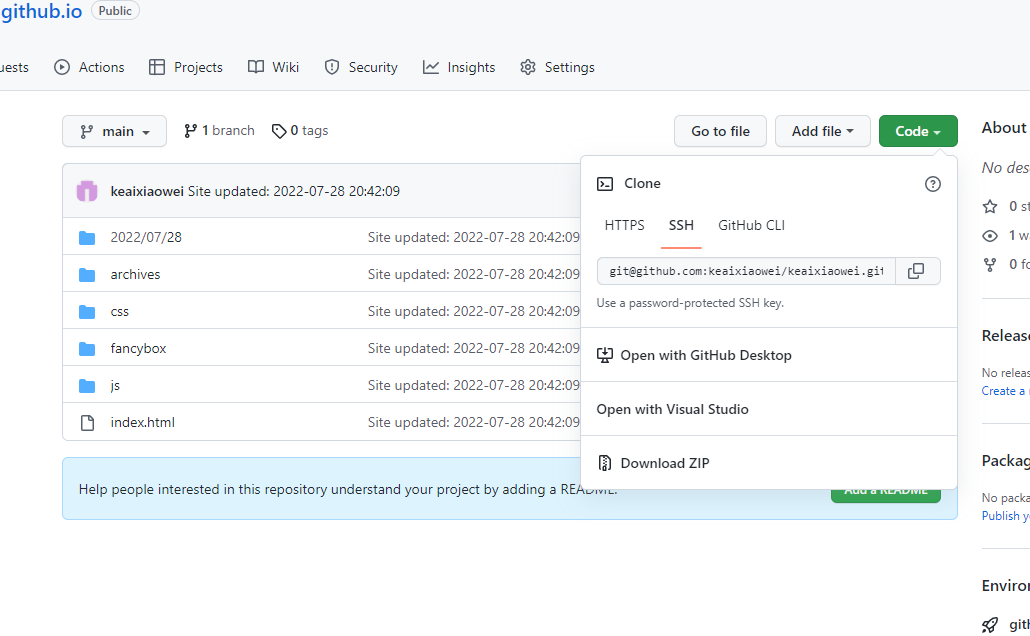 github.io Public
uests Actions Projects Wiki Security Insights Settings
main 1 branch 0 tags Go to file Add file Code
About
No des
keaixiaowei Site updated: 2022-07-28 20:42:09
2022/07/28 Site updated: 2022-07-28 20:42:09
archives Site updated: 2022-07-28 20:42:09
css Site updated: 2022-07-28 20:42:09
fancybox Site updated: 2022-07-28 20:42:09
js Site updated: 2022-07-28 20:42:09
index.html Site updated: 2022-07-28 20:42:09
Clone
HTTPS SSH GitHub CLI
git@github.com:keaixiaowei/keaixiaowei.git
Use a password-protected SSH key.
Open with GitHub Desktop
Open with Visual Studio
Download ZIP
Help people interested in this repository understand your project by adding a README.
Add a README
0 st
1 wa
0 fo
Release
No releas
Create a
Packag
No packa
Publish y
Environ
gith